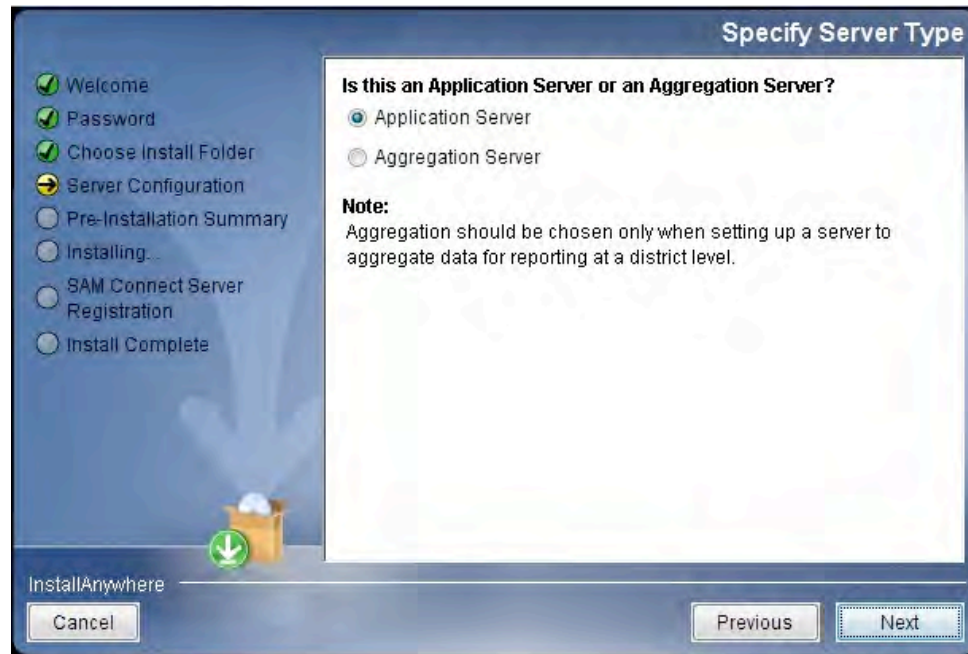 Specify Server Type
Welcome
Password
Choose Install Folder
Server Configuration
Pre-Installation Summary
Installing...
SAM Connect Server
Registration
Install Complete
Is this an Application Server or an Aggregation Server?
Application Server
Aggregation Server
Note:
Aggregation should be chosen only when setting up a server to
aggregate data for reporting at a district level.
InstallAnywhere
Cancel
Previous
Next